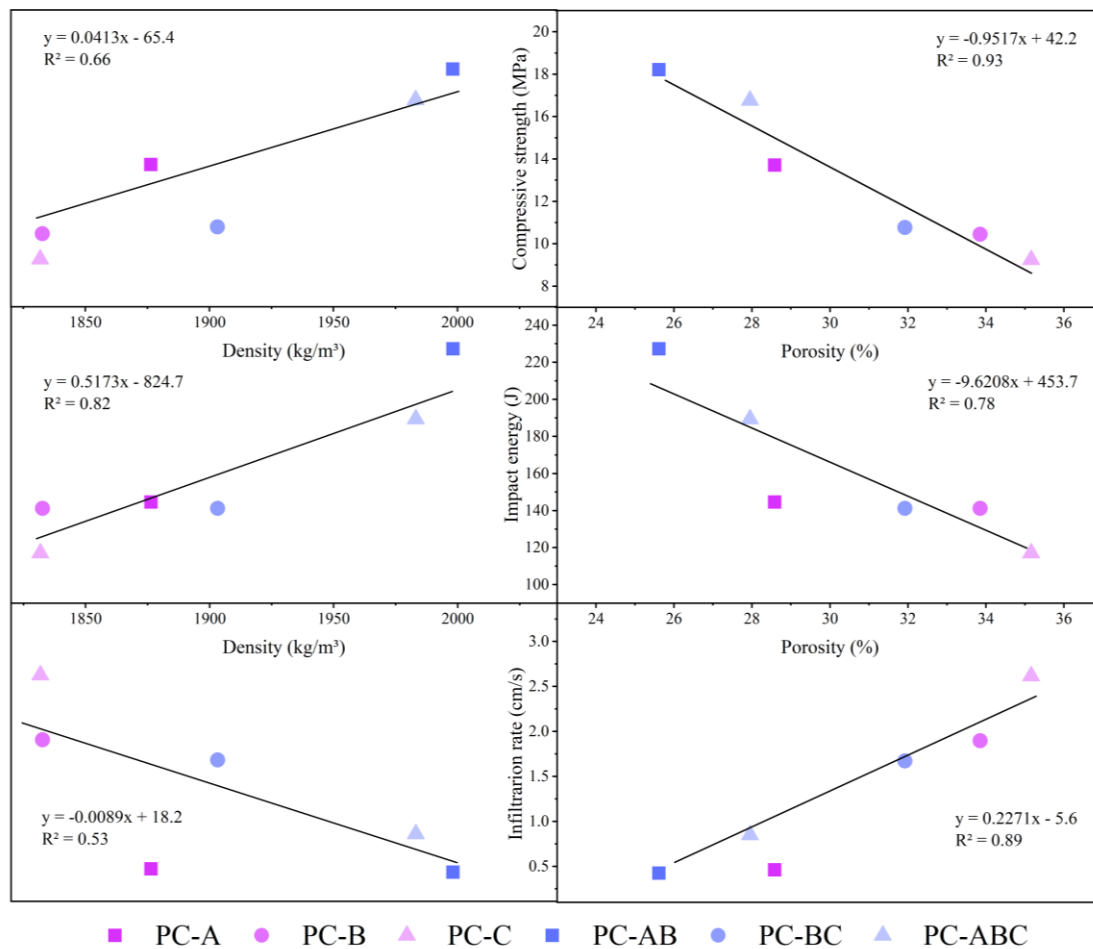 y = 0.0413x - 65.4
R² = 0.66
1850 1900 1950 2000
Density (kg/m³)
Compressive strength (MPa)
20
18
16
14
12
10
8
y = -0.9517x + 42.2
R² = 0.93
24 26 28 30 32 34 36
Porosity (%)
y = 0.5173x - 824.7
R² = 0.82
1850 1900 1950 2000
Density (kg/m³)
Impact energy (J)
240
220
200
180
160
140
120
100
y = -9.6208x + 453.7
R² = 0.78
24 26 28 30 32 34 36
Porosity (%)
y = -0.0089x + 18.2
R² = 0.53
Infiltrarion rate (cm/s)
3.0
2.5
2.0
1.5
1.0
0.5
y = 0.2271x - 5.6
R² = 0.89
PC-A PC-B PC-C PC-AB PC-BC PC-ABC